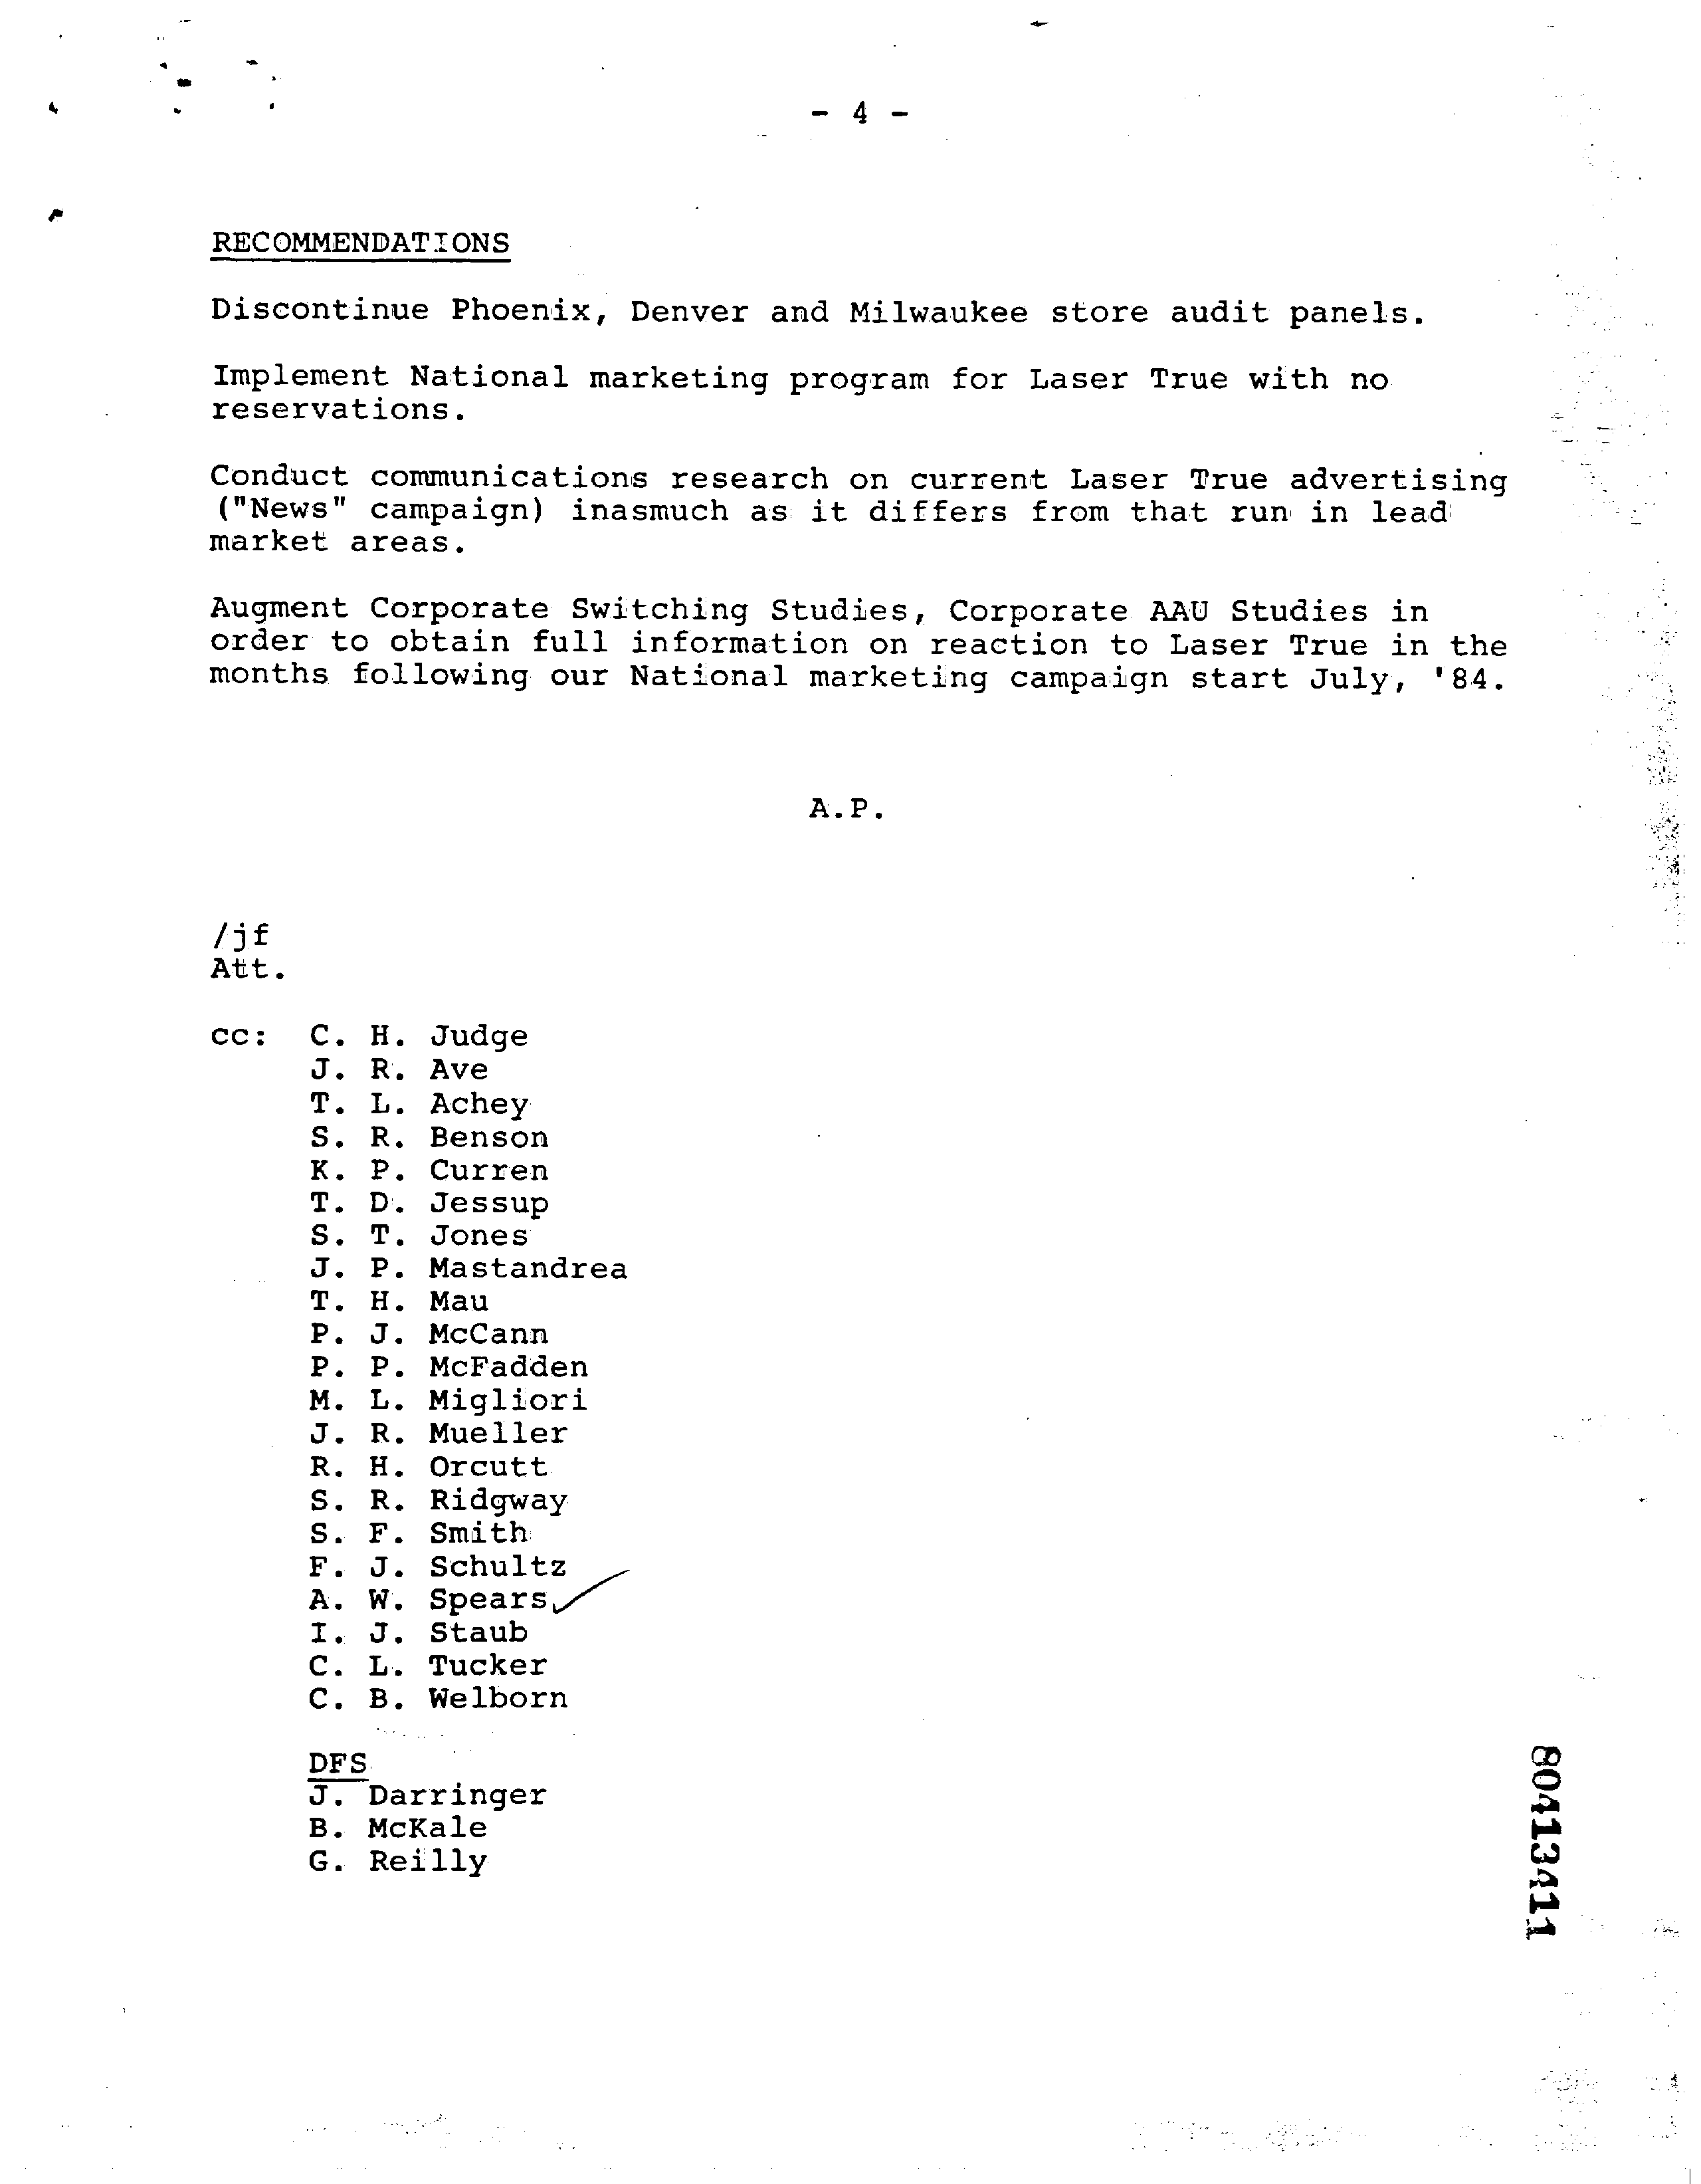 - 4 -
RECOMMENDATIONS
Discontinue Phoenix, Denver and Milwaukee store audit panels.
Implement National marketing program for Laser True with no
reservations.
Conduct communications research on current Laser True advertising
("News" campaign) inasmuch as it differs from that run in lead
market areas.
Augment Corporate Switching Studies, Corporate AAU Studies in
order to obtain full information on reaction to Laser True in the
months following our National marketing campaign start July, '84.
A.P.
/jf
Att.
cc: C. H. Judge
J. R. Ave
T. L. Achey
S. R. Benson
K. P. Curren
T. D. Jessup
S. T. Jones
J. P. Mastandrea
T. H. Mau
P. J. McCann
P. P. McFadden
M. L. Migliori
J. R. Mueller
R. H. Orcutt
S. R. Ridgway
S. F. Smith
F. J. Schultz
A. W. Spears
I. J. Staub
C. L. Tucker
C. B. Welborn
DFS
J. Darringer
B. McKale
G. Reilly
80413411